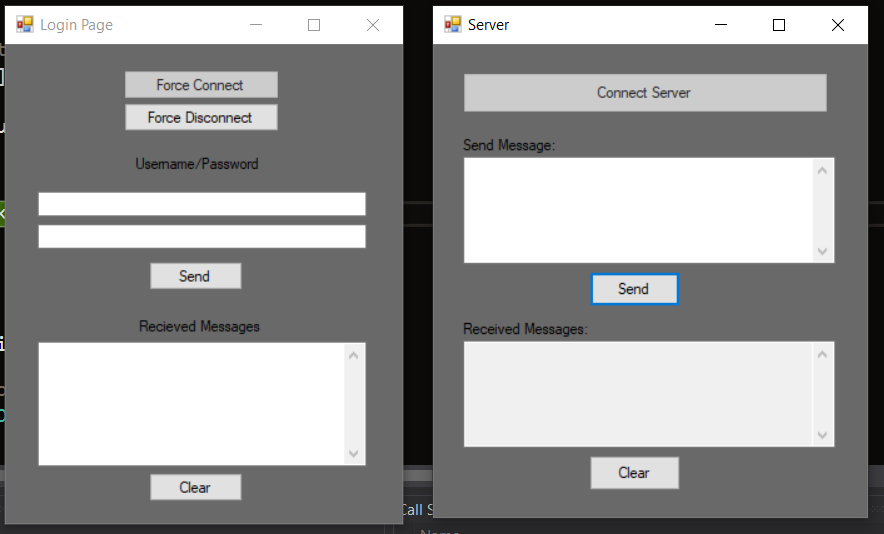 Login Page
Force Connect
Force Disconnect
Username/Password
Send
Recieved Messages
Clear
Server
Connect Server
Send Message:
Send
Received Messages:
Clear
Call S
Name